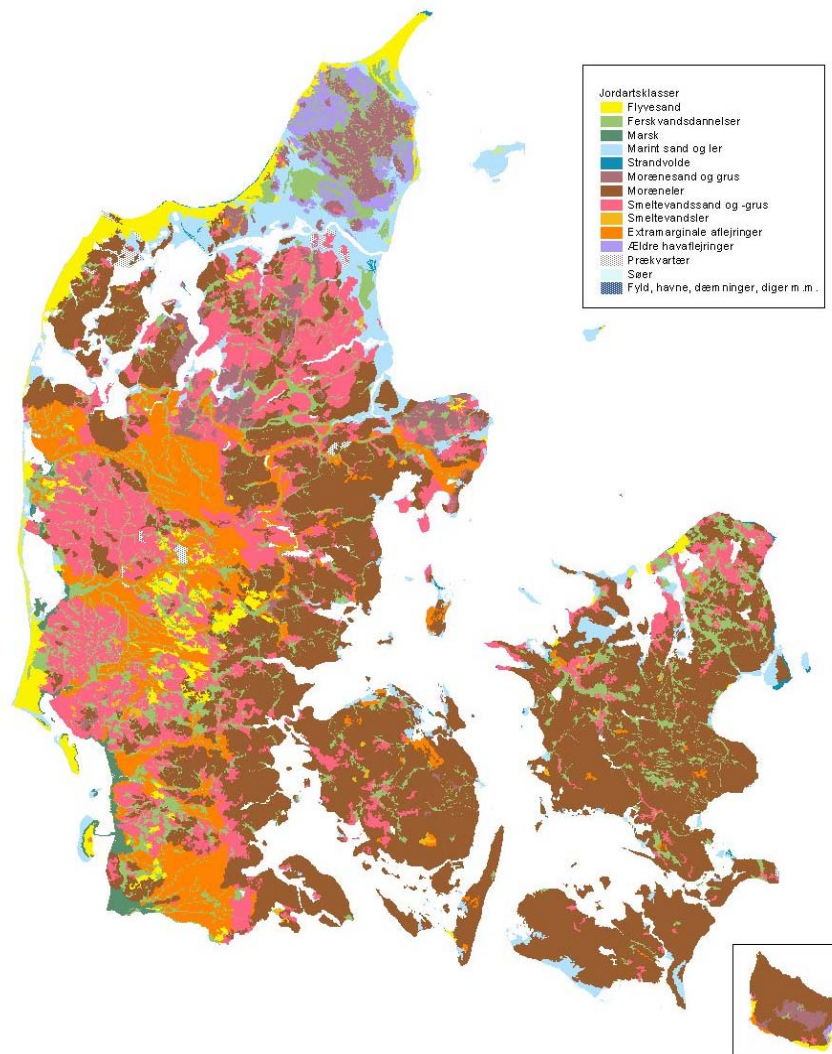 Jordartsklasser
Flyvesand
Ferskvandsdannelser
Marsk
Marint sand og ler
Strandvolde
Morænesand og grus
Moræneler
Smeltevandssand og -grus
Smeltevandsler
Extramarginale aflejringer
Ældre havaflejringer
Prækvartær
Søer
Fyld, havne, dæmninger, diger m.m.